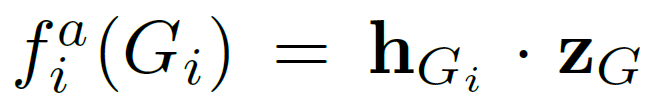 $f_i^a(G_i) = \mathbf{h}_{G_i} \cdot \mathbf{z}_G$